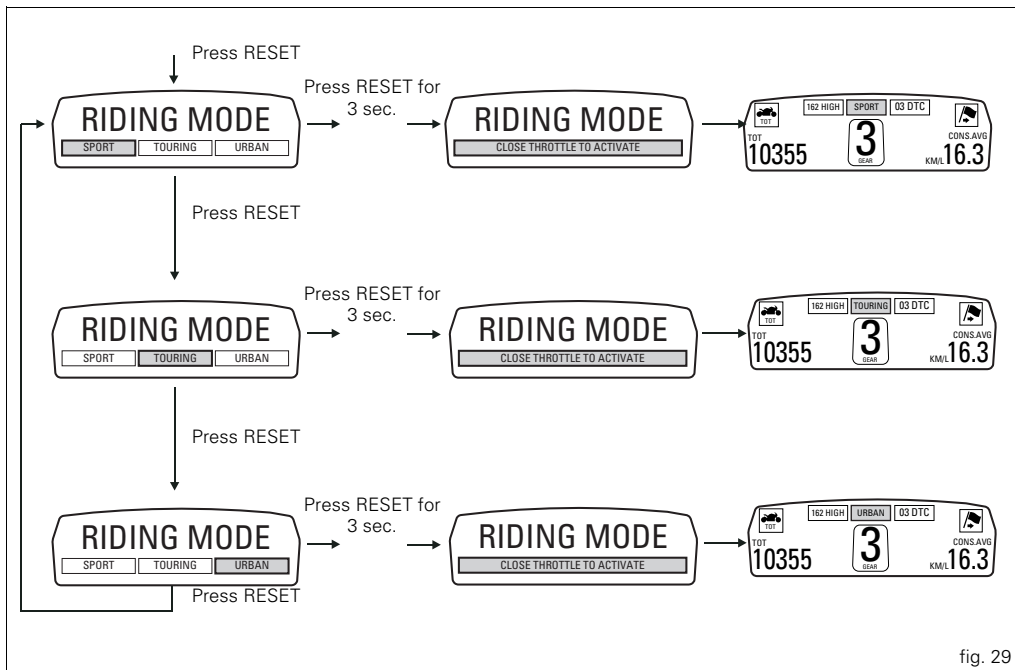 Press RESET
RIDING MODE
SPORT TOURING URBAN
Press RESET for
3 sec.
RIDING MODE
CLOSE THROTTLE TO ACTIVATE
162 HIGH SPORT 03 DTC
TOT
TOT
10355
3
GEAR
CONS.AVG
KM/L 16.3
Press RESET
RIDING MODE
SPORT TOURING URBAN
Press RESET for
3 sec.
RIDING MODE
CLOSE THROTTLE TO ACTIVATE
162 HIGH TOURING 03 DTC
TOT
TOT
10355
3
GEAR
CONS.AVG
KM/L 16.3
Press RESET
RIDING MODE
SPORT TOURING URBAN
Press RESET for
3 sec.
RIDING MODE
CLOSE THROTTLE TO ACTIVATE
162 HIGH URBAN 03 DTC
TOT
TOT
10355
3
GEAR
CONS.AVG
KM/L 16.3
Press RESET
fig. 29